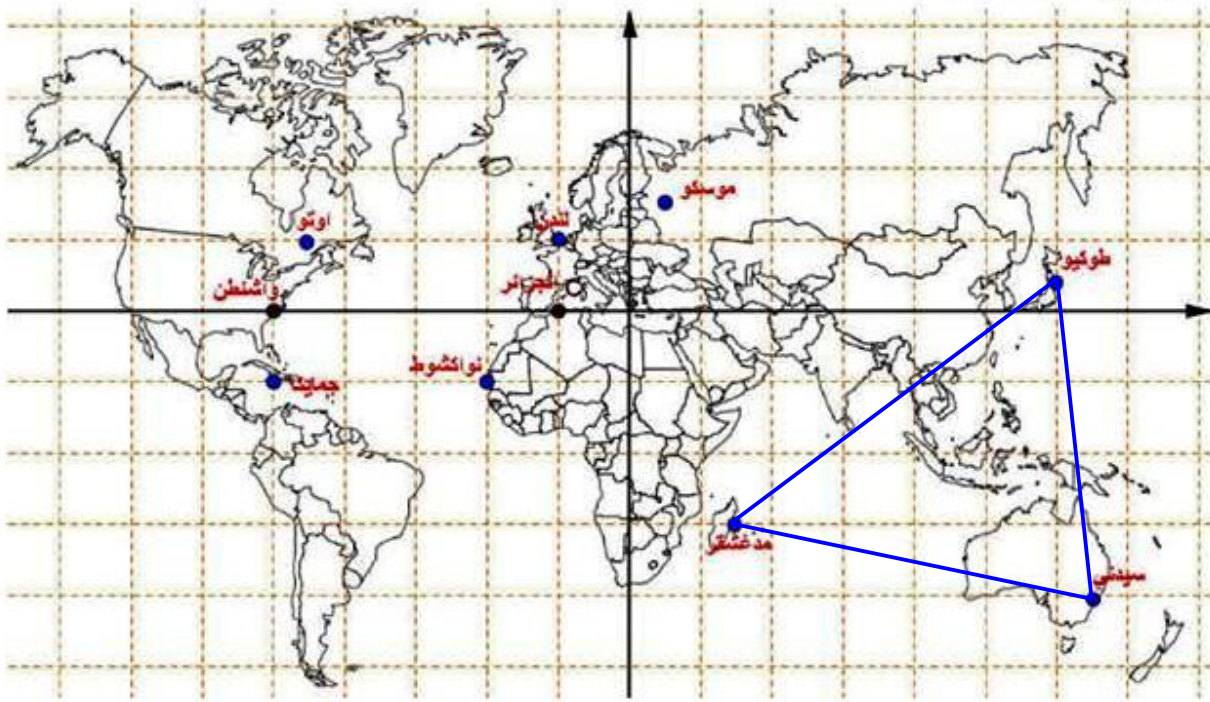 موسكو
اوتو
لندن
طوكيو
واشنطن
الجزائر
نواكشوط
جمايكا
مدغشقر
سيدني